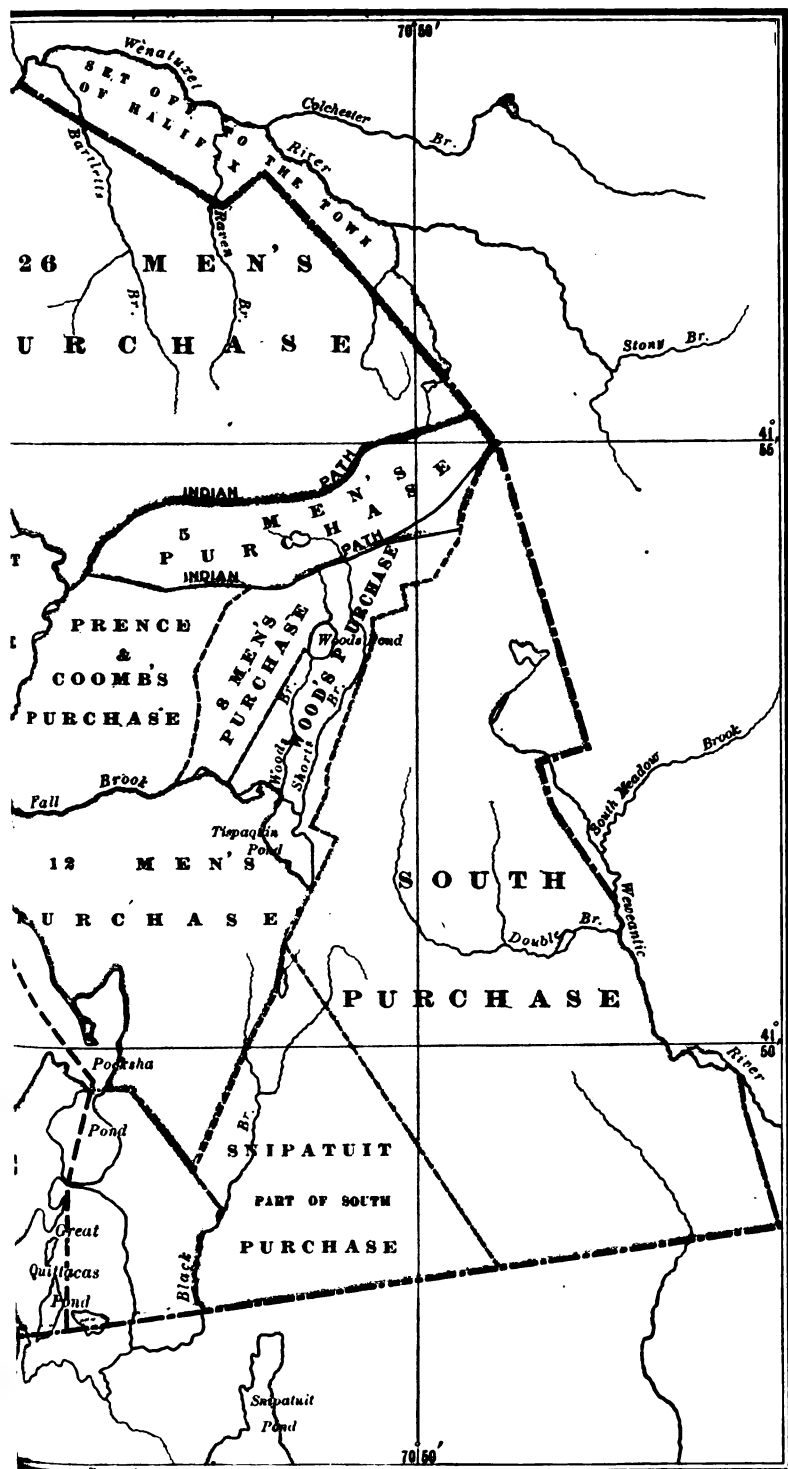 70°50'
Wenatuxet
SET OFF TO THE TOWN
OF HALIFAX
Colchester Br.
River
Bartletts
Br.
Raven
Br.
26 MEN'S
URCHASE
Stony Br.
41°
55
INDIAN PATH
5 MEN'S
PURCHASE
INDIAN PATH
T
PRENCE
&
COOMB'S
PURCHASE
8 MEN'S
PURCHASE
Woods Pond
WOOD'S PURCHASE
Woods Br.
Shorts Br.
Fall Brook
Tispaquin
Pond
South Meadow Brook
12 MEN'S
PURCHASE
SOUTH
PURCHASE
Double Br.
Weweantic
River
41°
50
Pocksha
Pond
SNIPATUIT
PART OF SOUTH
PURCHASE
Black
Br.
Great
Quittacas
Pond
Snipatuit
Pond
70°50'